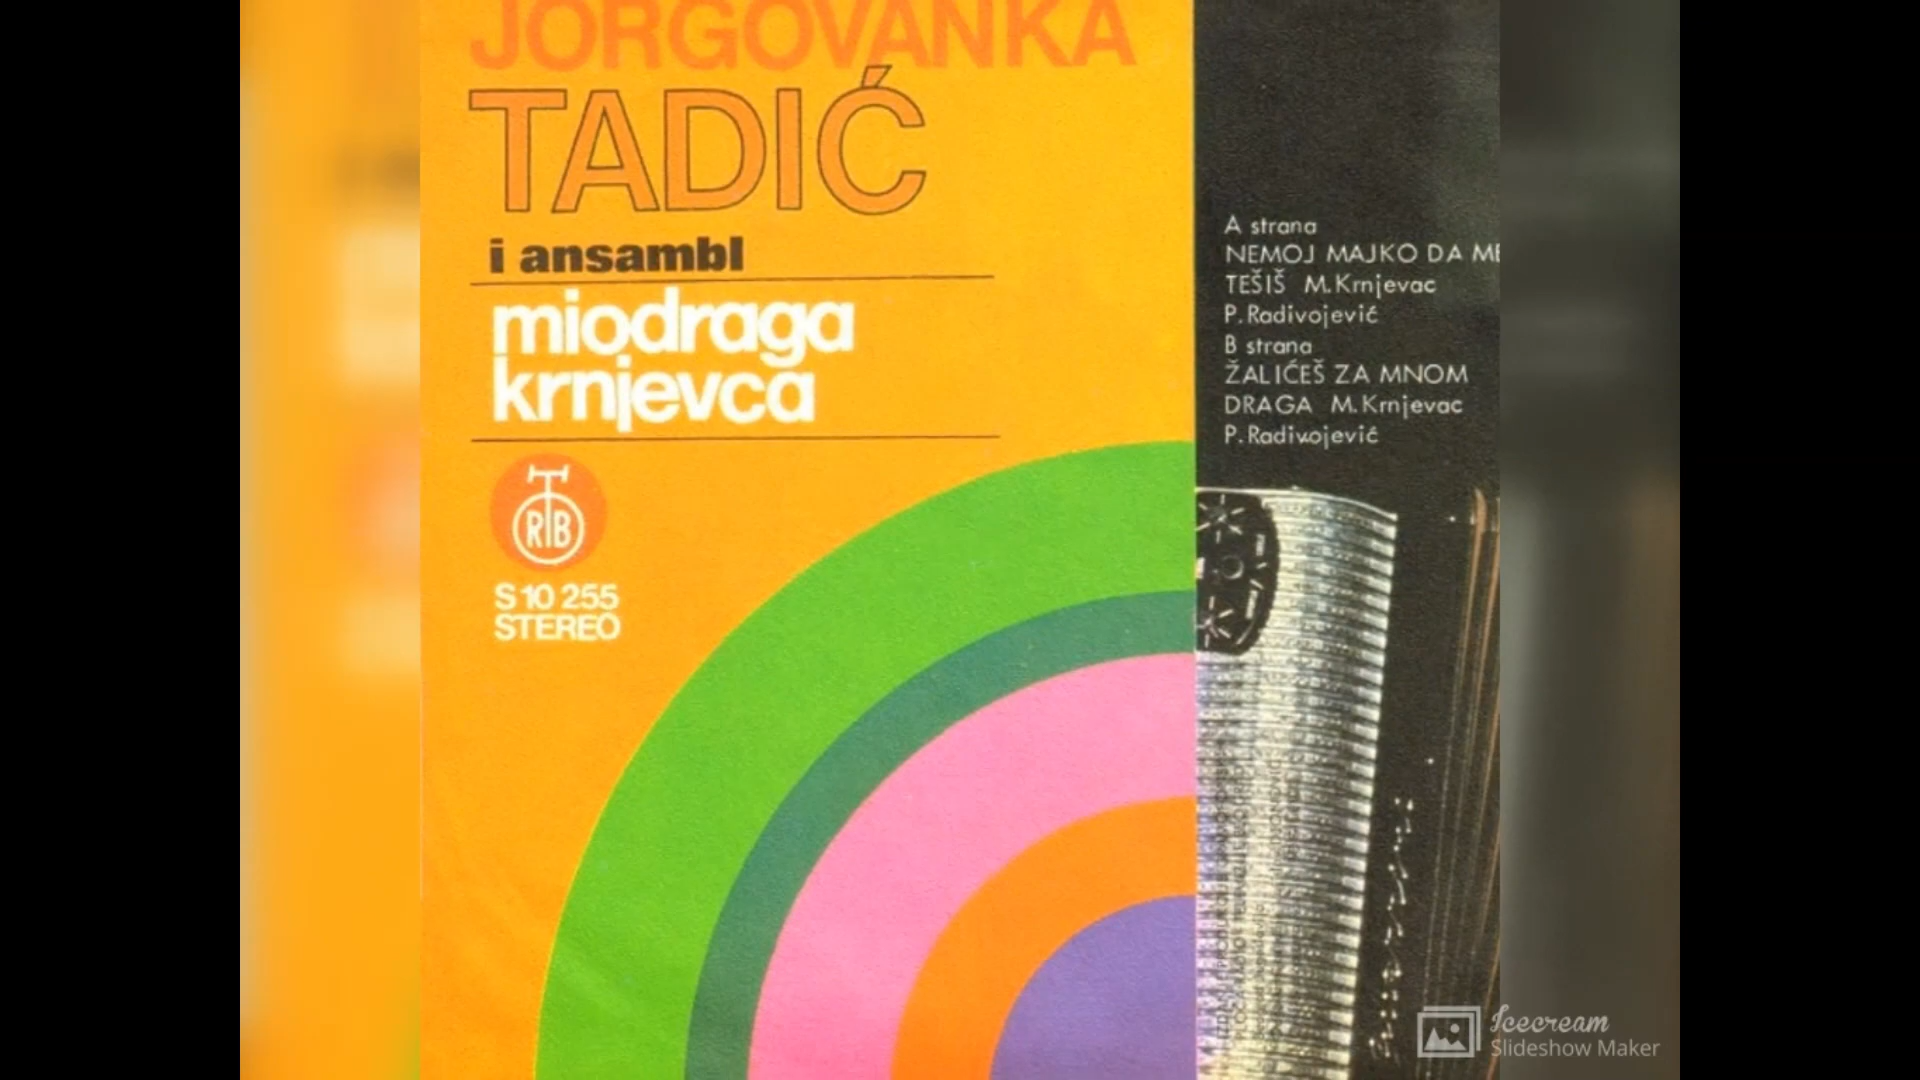 JORGOVANKA
TADIĆ
i ansambl
miodraga
krnjevca
RTB
S 10 255
STEREO
A strana
NEMOJ MAJKO DA ME
TEŠIŠ M.Krnjevac
P.Radivojević
B strana
ŽALIĆEŠ ZA MNOM
DRAGA M.Krnjevac
P.Radivojević
Icecream
Slideshow Maker